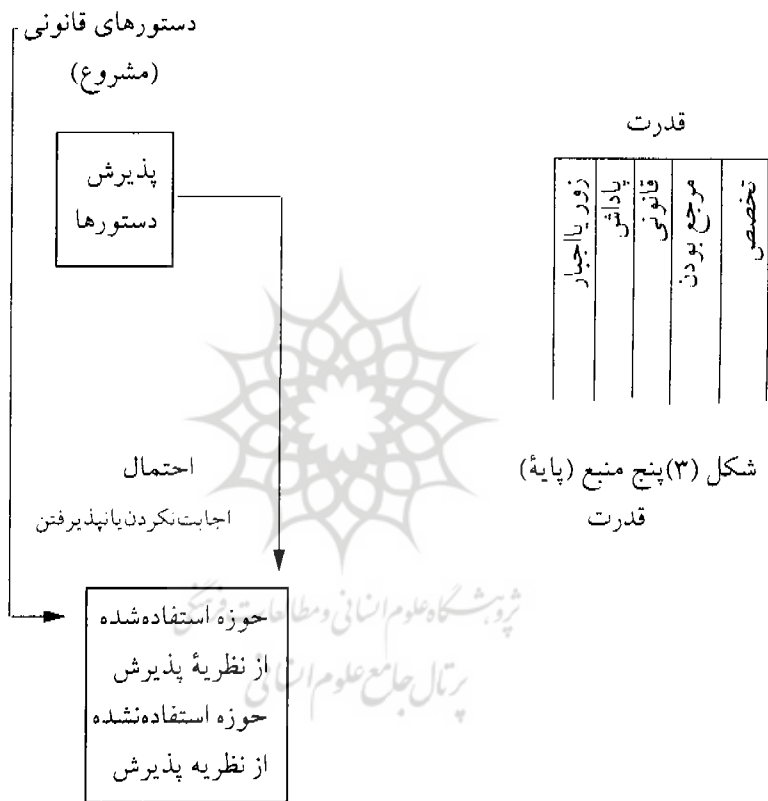 قدرت
تخصص
مرجع بودن
قانونی
پاداش
زور یا اجبار
شکل (۳) پنج منبع (پایهٔ)
قدرت
دستورهای قانونی
(مشروع)
پذیرش
دستورها
احتمال
اجابت‌نکردن یا نپذیرفتن
حوزه استفاده‌شده
از نظریهٔ پذیرش
حوزه استفاده‌نشده
از نظریه پذیرش
پژوهشگاه علوم انسانی و مطالعات فرهنگی
پرتال جامع علوم انسانی